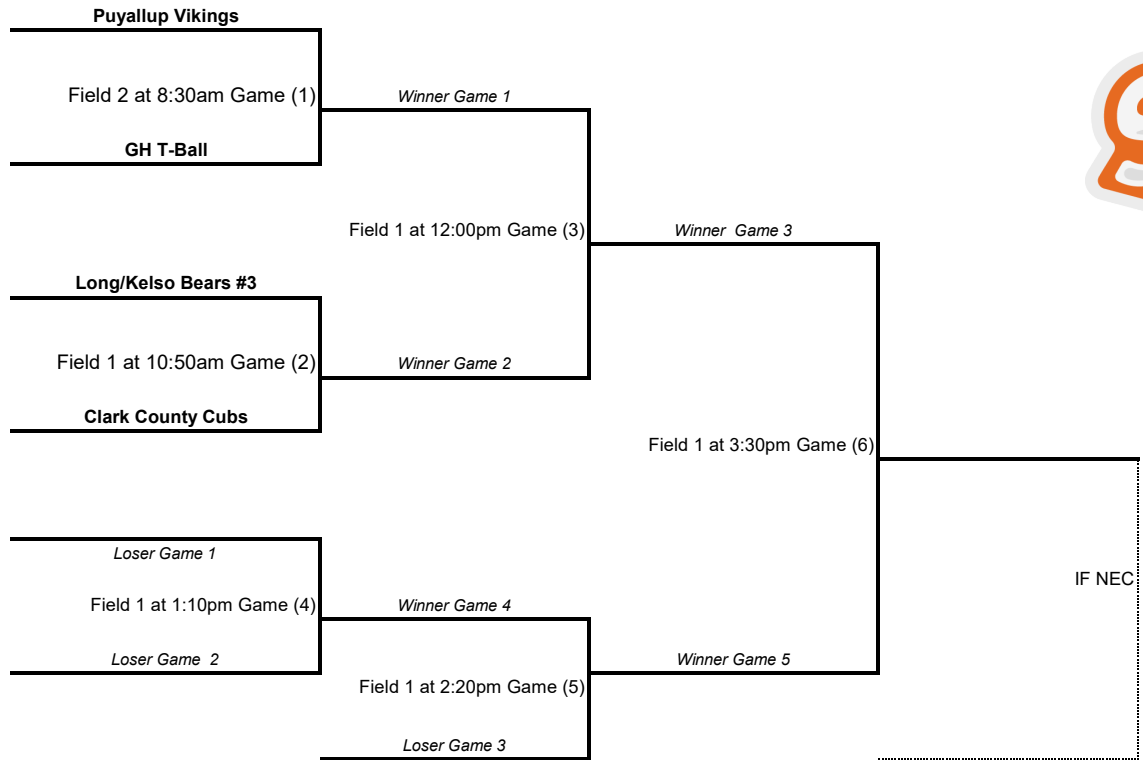 Puyallup Vikings
Field 2 at 8:30am Game (1)
Winner Game 1
GH T-Ball
Field 1 at 12:00pm Game (3)
Winner  Game 3
Long/Kelso Bears #3
Field 1 at 10:50am Game (2)
Winner Game 2
Clark County Cubs
Field 1 at 3:30pm Game (6)
Loser Game 1
IF NEC
Field 1 at 1:10pm Game (4)
Winner Game 4
Loser Game  2
Winner Game 5
Field 1 at 2:20pm Game (5)
Loser Game 3